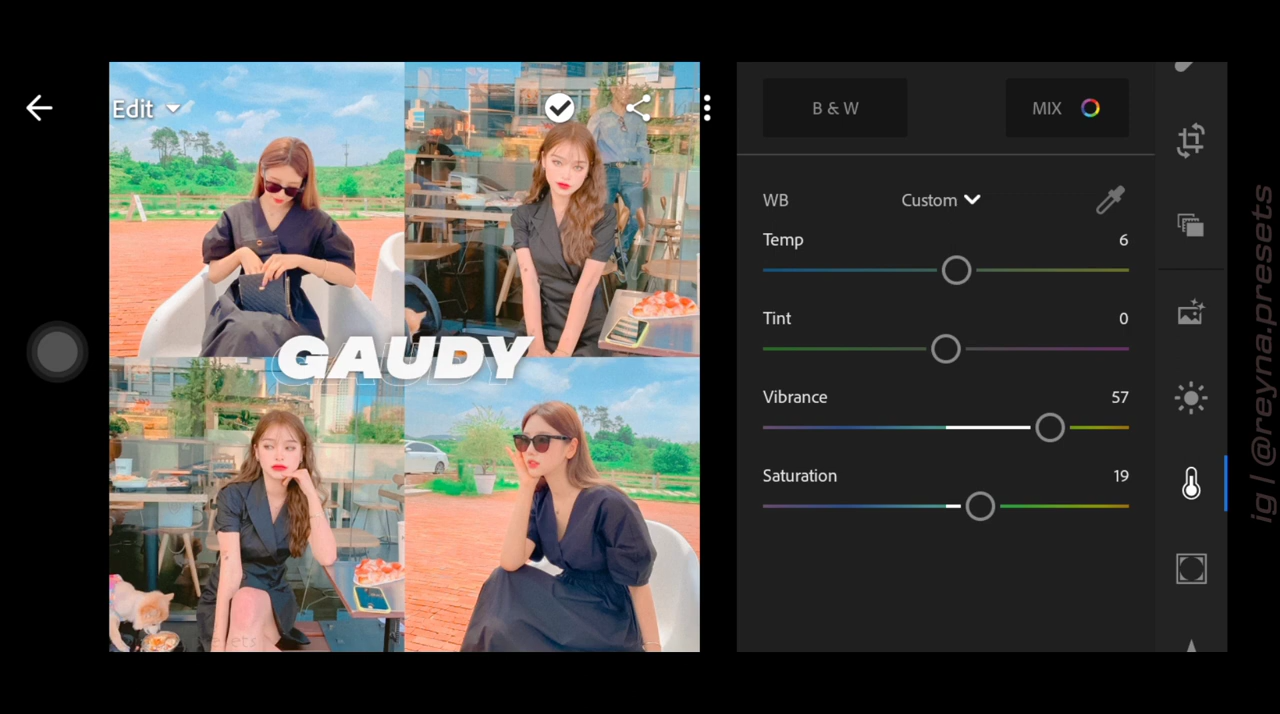 Edit
GAUDY
B & W
MIX
WB
Custom
Temp
6
Tint
0
Vibrance
57
Saturation
19
ig | @reyna.presets